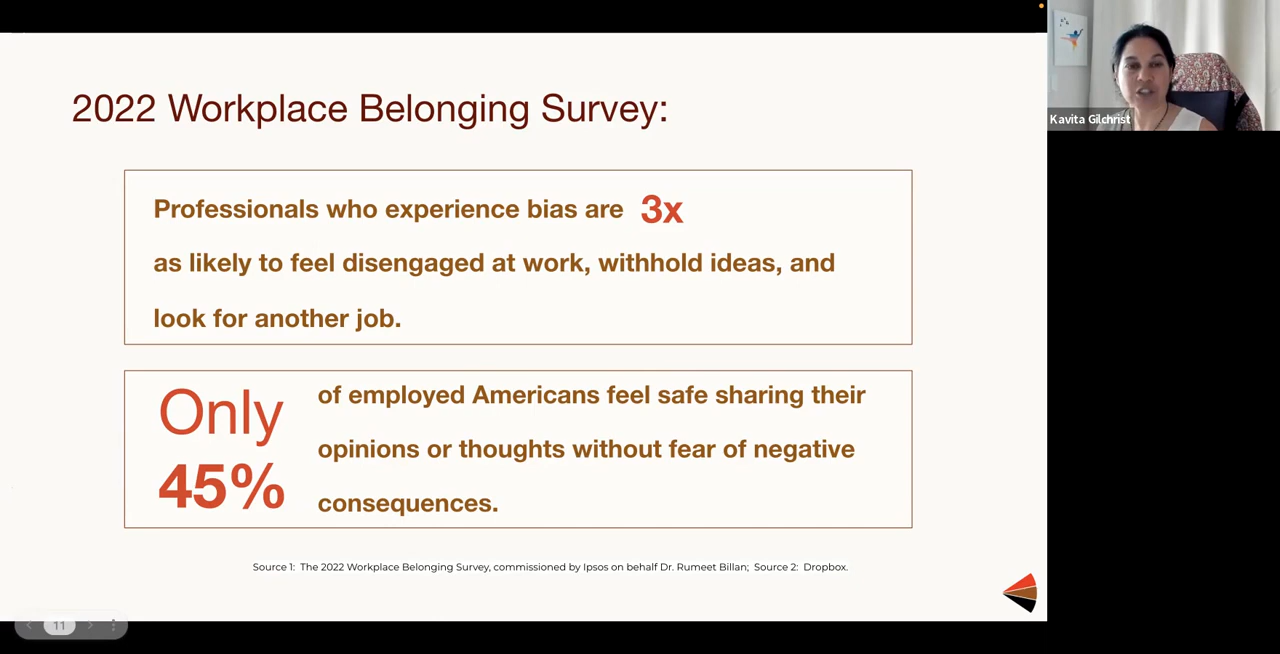 2022 Workplace Belonging Survey:
Professionals who experience bias are 3x
as likely to feel disengaged at work, withhold ideas, and
look for another job.
Only
45%
of employed Americans feel safe sharing their
opinions or thoughts without fear of negative
consequences.
Source 1: The 2022 Workplace Belonging Survey, commissioned by Ipsos on behalf Dr. Rumeet Billan; Source 2: Dropbox.
11
Kavita Gilchrist